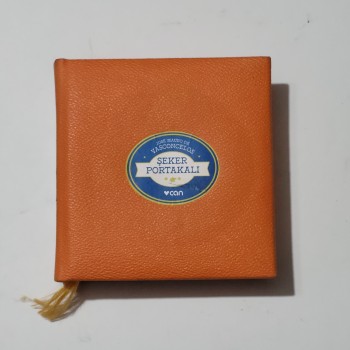 JOSÉ MAURO DE
VASCONCELOS
ŞEKER
PORTAKALI
can